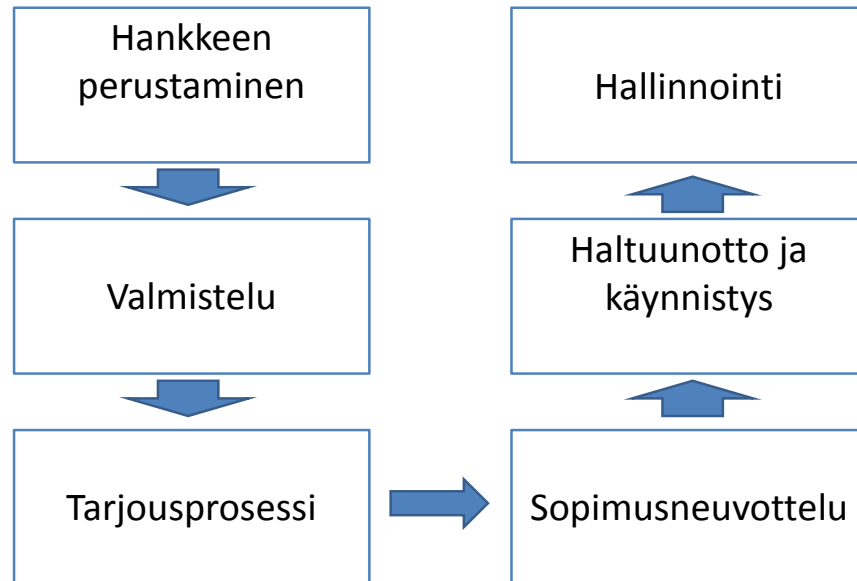 Hankkeen
perustaminen
Valmistelu
Tarjousprosessi
Sopimusneuvottelu
Haltuunotto ja
käynnistys
Hallinnointi